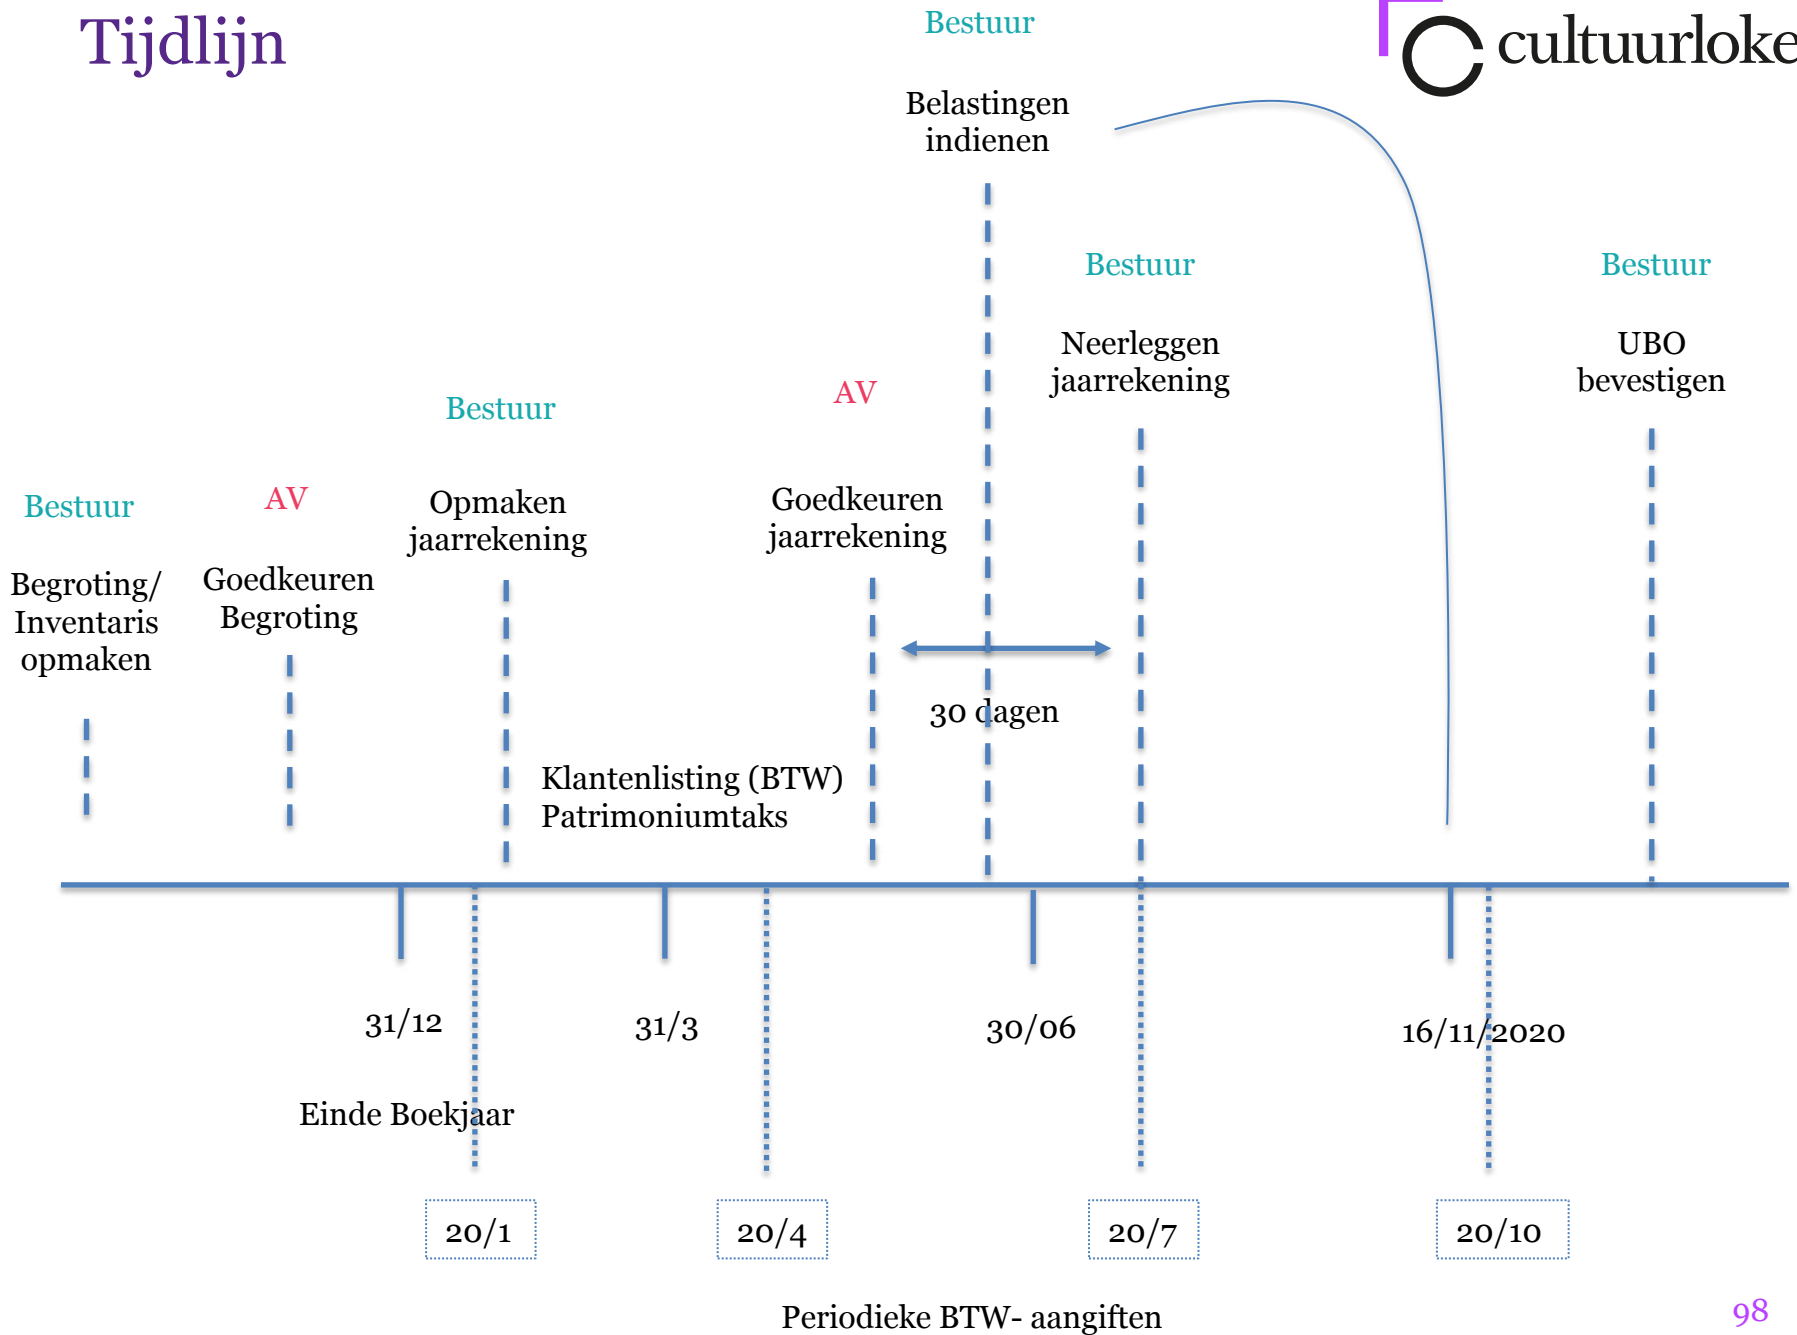 Tijdlijn
cultuurloke
Bestuur
Belastingen
indienen
Bestuur
Neerleggen
jaarrekening
Bestuur
UBO
bevestigen
AV
Goedkeuren
jaarrekening
Bestuur
Opmaken
jaarrekening
AV
Goedkeuren
Begroting
Bestuur
Begroting/
Inventaris
opmaken
30 dagen
Klantenlisting (BTW)
Patrimoniumtaks
31/12
31/3
30/06
16/11/2020
Einde Boekjaar
20/1
20/4
20/7
20/10
Periodieke BTW- aangiften
98